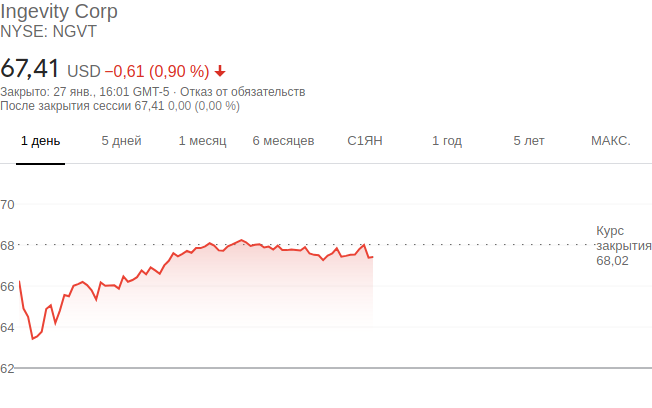 Ingevity Corp
NYSE: NGVT
67,41 USD −0,61 (0,90 %)
Закрыто: 27 янв., 16:01 GMT-5 · Отказ от обязательств
После закрытия сессии 67,41 0,00 (0,00 %)
1 день 5 дней 1 месяц 6 месяцев С1ЯН 1 год 5 лет МАКС.
70
68
66
64
62
Курс
закрытия
68,02